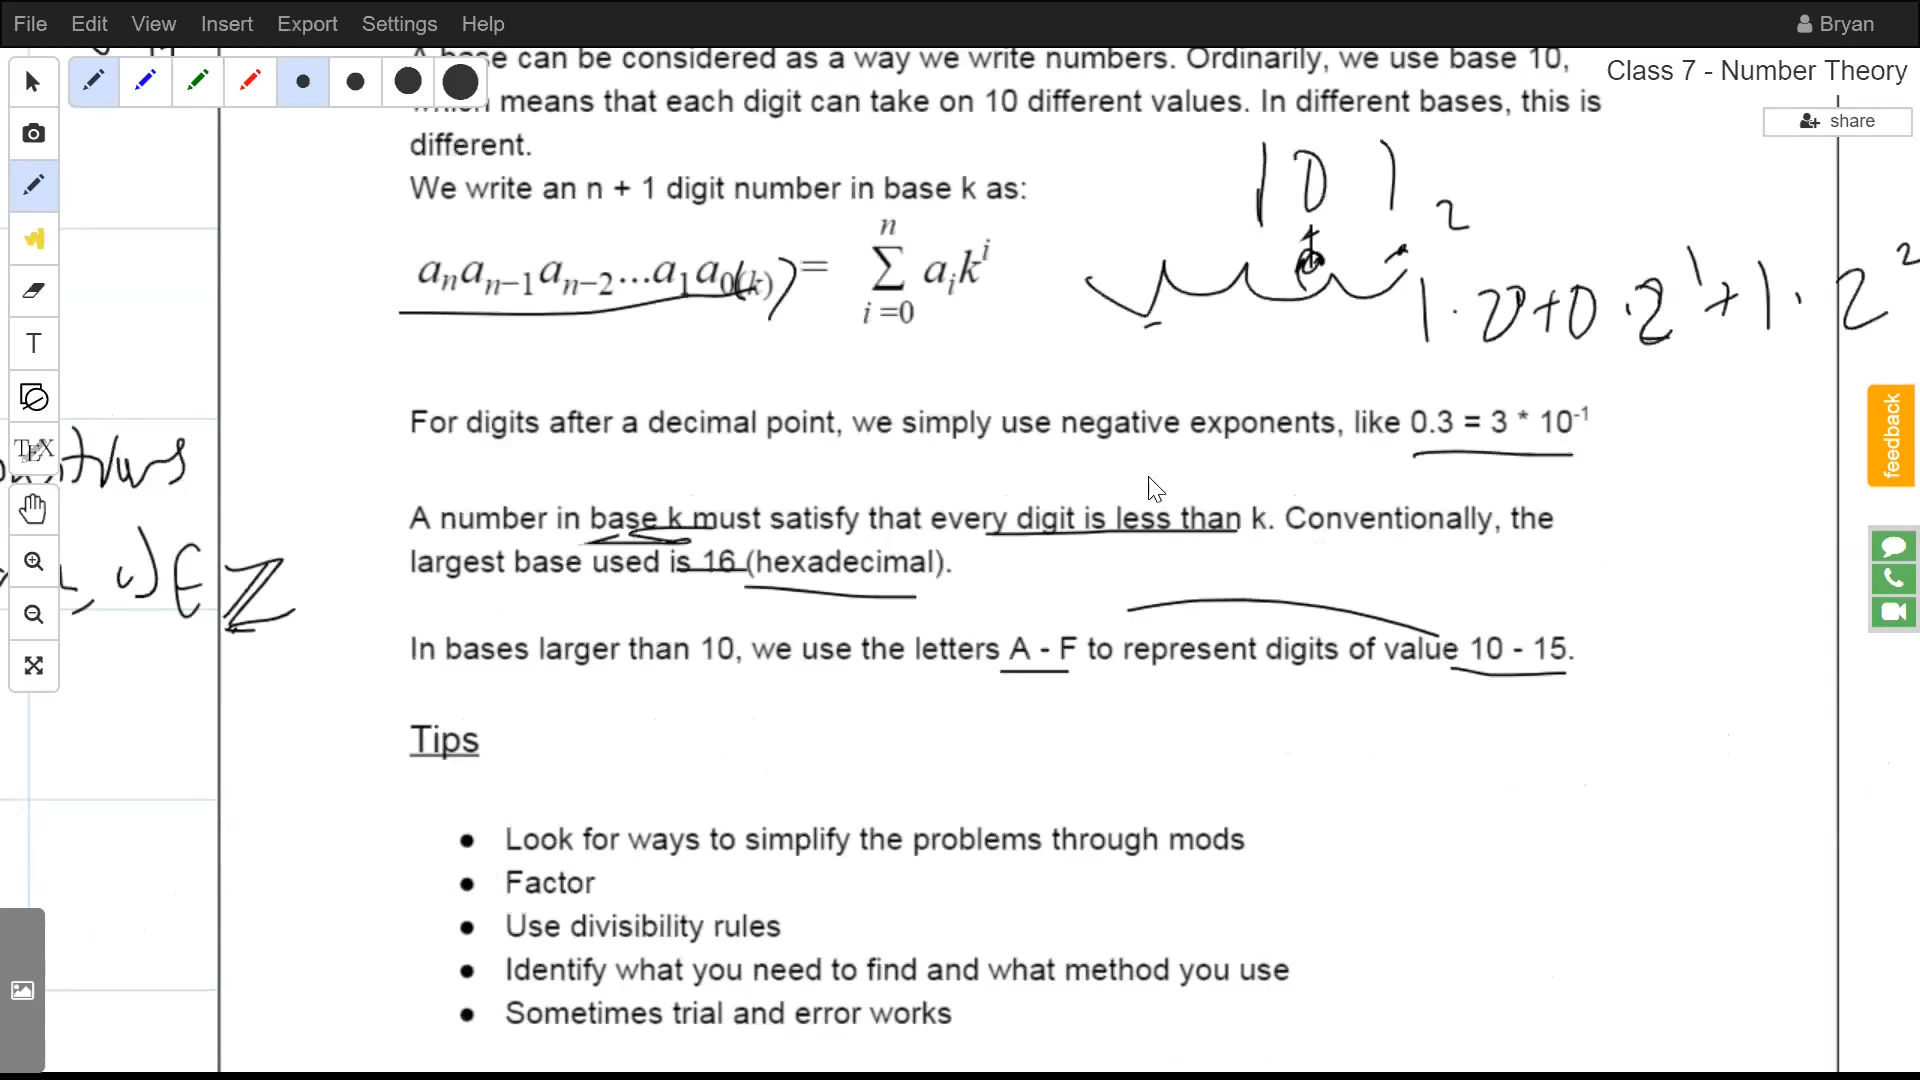 File Edit View Insert Export Settings Help Bryan
Class 7 - Number Theory
share
base can be considered as a way we write numbers. Ordinarily, we use base 10,
means that each digit can take on 10 different values. In different bases, this is
different.
We write an n + 1 digit number in base k as:
101₂
aₙaₙ₋₁aₙ₋₂...a₁a₀(k) = ∑ⁿᵢ₌₀ aᵢkⁱ
1·2⁰+0·2¹+1·2²
For digits after a decimal point, we simply use negative exponents, like 0.3 = 3 * 10⁻¹
feedback
T
TEX
A number in base k must satisfy that every digit is less than k. Conventionally, the
largest base used is 16 (hexadecimal).
∈ ℤ
In bases larger than 10, we use the letters A - F to represent digits of value 10 - 15.
Tips
● Look for ways to simplify the problems through mods
● Factor
● Use divisibility rules
● Identify what you need to find and what method you use
● Sometimes trial and error works